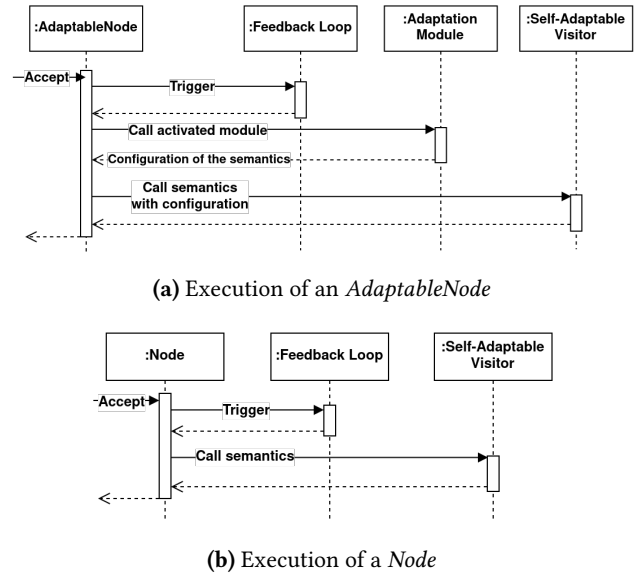 :AdaptableNode
:Feedback Loop
:Adaptation
Module
:Self-Adaptable
Visitor
Accept
Trigger
Call activated module
Configuration of the semantics
Call semantics
with configuration
(a) Execution of an AdaptableNode
:Node
:Feedback Loop
:Self-Adaptable
Visitor
Accept
Trigger
Call semantics
(b) Execution of a Node